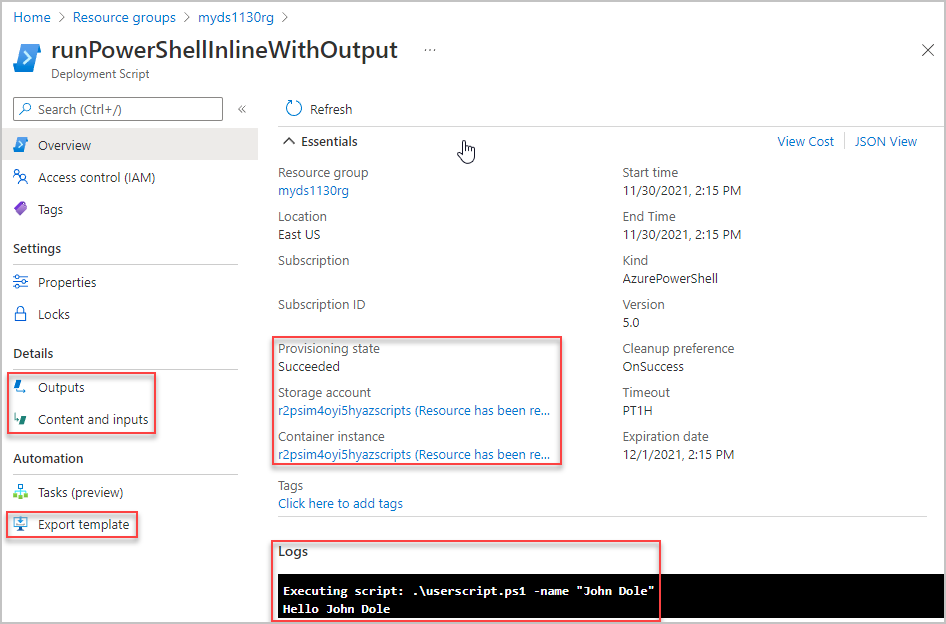 Home > Resource groups > myds1130rg >
runPowerShellInlineWithOutput ...
Deployment Script
Search (Ctrl+/) «
Overview
Access control (IAM)
Tags
Settings
Properties
Locks
Details
Outputs
Content and inputs
Automation
Tasks (preview)
Export template
Refresh
Essentials
View Cost
JSON View
Resource group
myds1130rg
Location
East US
Subscription
Subscription ID
Provisioning state
Succeeded
Storage account
r2psim4oyi5hyazscripts (Resource has been re...
Container instance
r2psim4oyi5hyazscripts (Resource has been re...
Start time
11/30/2021, 2:15 PM
End Time
11/30/2021, 2:15 PM
Kind
AzurePowerShell
Version
5.0
Cleanup preference
OnSuccess
Timeout
PT1H
Expiration date
12/1/2021, 2:15 PM
Tags
Click here to add tags
Logs
Executing script: .\userscript.ps1 -name "John Dole"
Hello John Dole